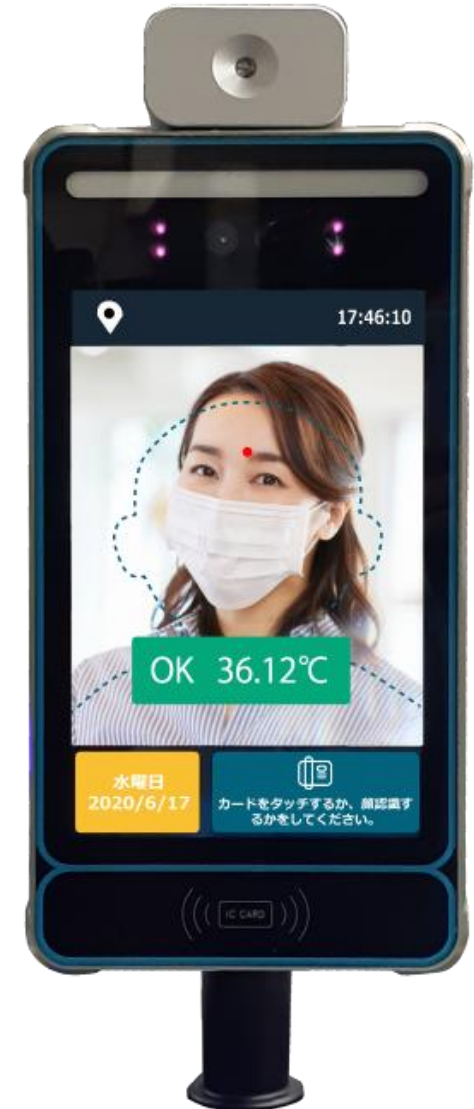 17:46:10
OK 36.12℃
水曜日
2020/6/17
カードをタッチするか、顔認識す
るかをしてください。
IC CARD